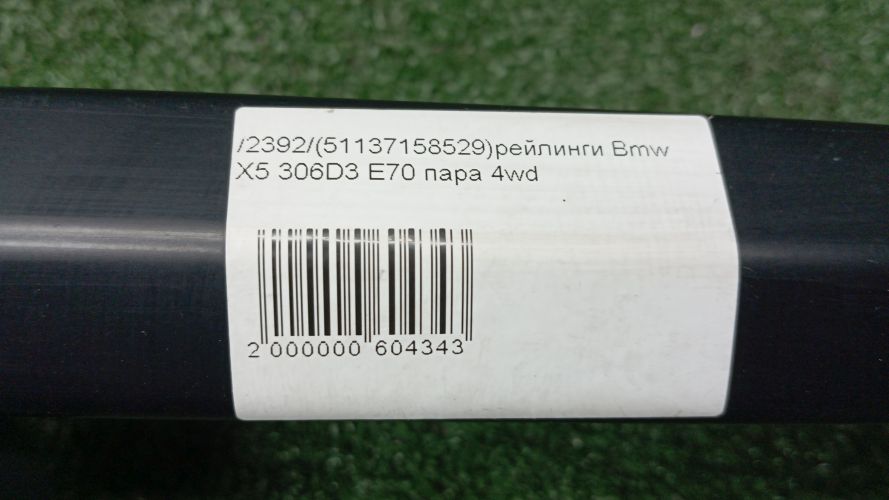 /2392/(51137158529)рейлинги Bmw
X5 306D3 E70 пара 4wd
2 000000 604343